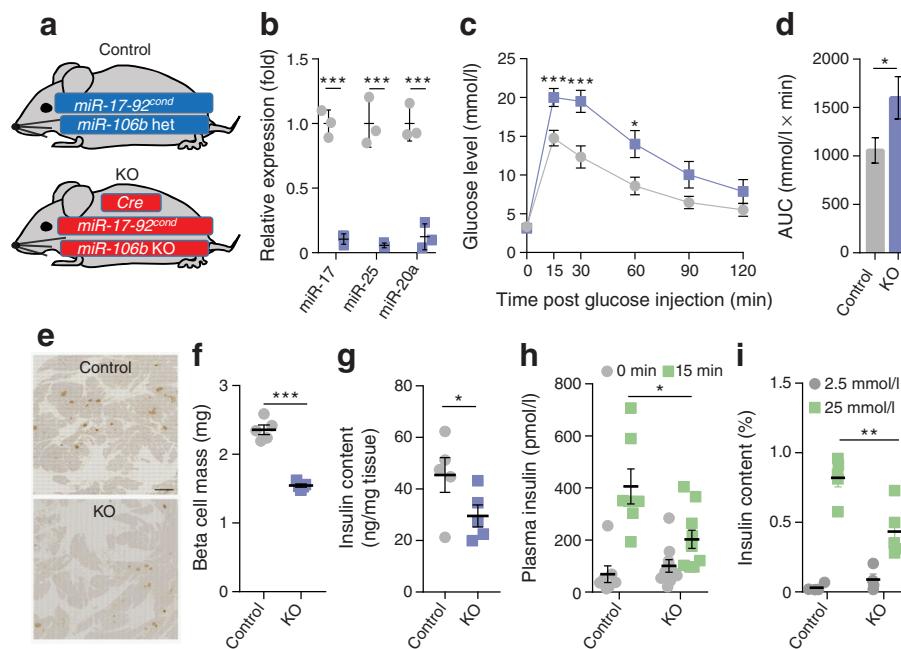 a
Control
miR-17-92cond
miR-106b het
KO
Cre
miR-17-92cond
miR-106b KO
b
Relative expression (fold)
1.5
1.0
0.5
0
*** *** ***
miR-17
miR-25
miR-20a
c
Glucose level (mmol/l)
25
20
15
10
5
0
*** ***
*
0 15 30 60 90 120
Time post glucose injection (min)
d
AUC (mmol/l × min)
2000
1500
1000
500
0
*
Control
KO
e
Control
KO
f
Beta cell mass (mg)
3
2
1
0
***
Control
KO
g
Insulin content
(ng/mg tissue)
80
60
40
20
0
*
Control
KO
h
0 min 15 min
Plasma insulin (pmol/l)
800
600
400
200
0
*
Control
KO
i
2.5 mmol/l
25 mmol/l
Insulin content (%)
1.5
1.0
0.5
0
**
Control
KO